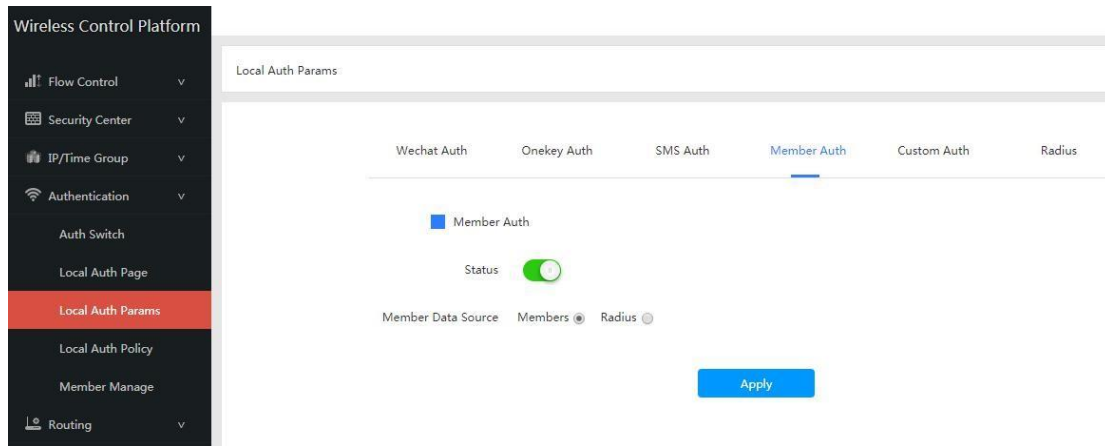 Wireless Control Platform
Flow Control
Security Center
IP/Time Group
Authentication
Auth Switch
Local Auth Page
Local Auth Params
Local Auth Policy
Member Manage
Routing
Local Auth Params
Wechat Auth Onekey Auth SMS Auth Member Auth Custom Auth Radius
Member Auth
Status
Member Data Source Members Radius
Apply